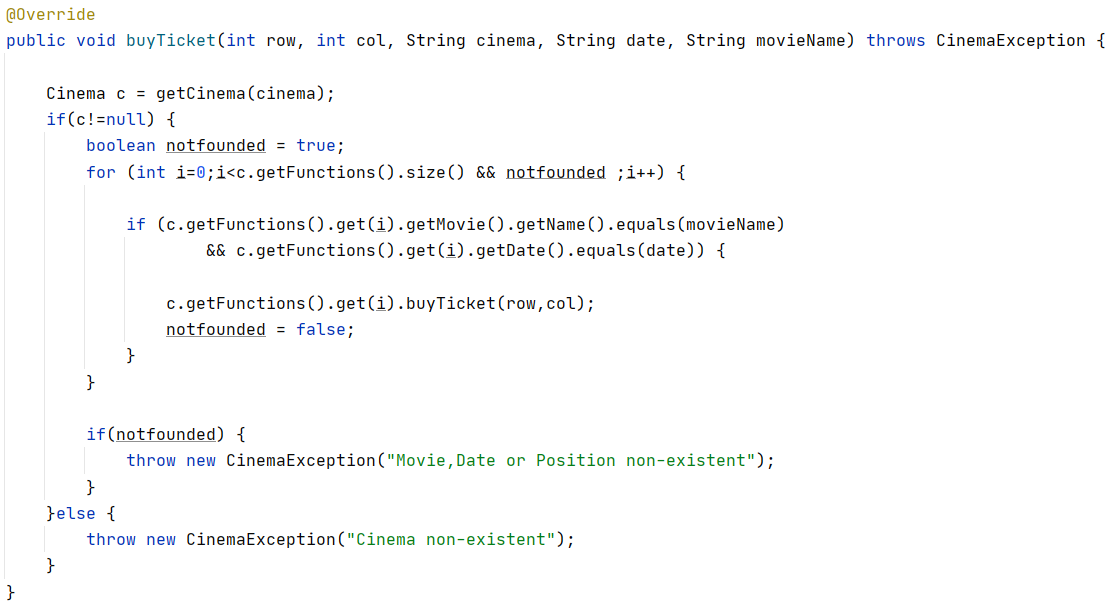 @Override
public void buyTicket(int row, int col, String cinema, String date, String movieName) throws CinemaException {
Cinema c = getCinema(cinema);
if(c!=null) {
boolean notfounded = true;
for (int i=0;i<c.getFunctions().size() && notfounded ;i++) {
if (c.getFunctions().get(i).getMovie().getName().equals(movieName)
&& c.getFunctions().get(i).getDate().equals(date)) {
c.getFunctions().get(i).buyTicket(row,col);
notfounded = false;
}
}
if(notfounded) {
throw new CinemaException("Movie,Date or Position non-existent");
}
}else {
throw new CinemaException("Cinema non-existent");
}
}